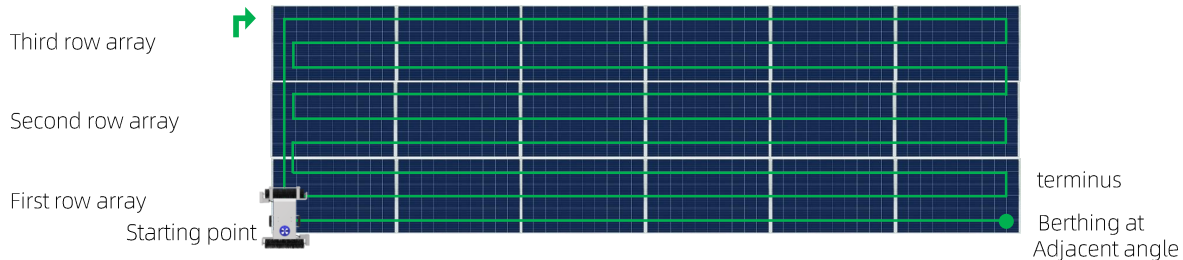 Third row array
Second row array
First row array
Starting point
terminus
Berthing at
Adjacent angle